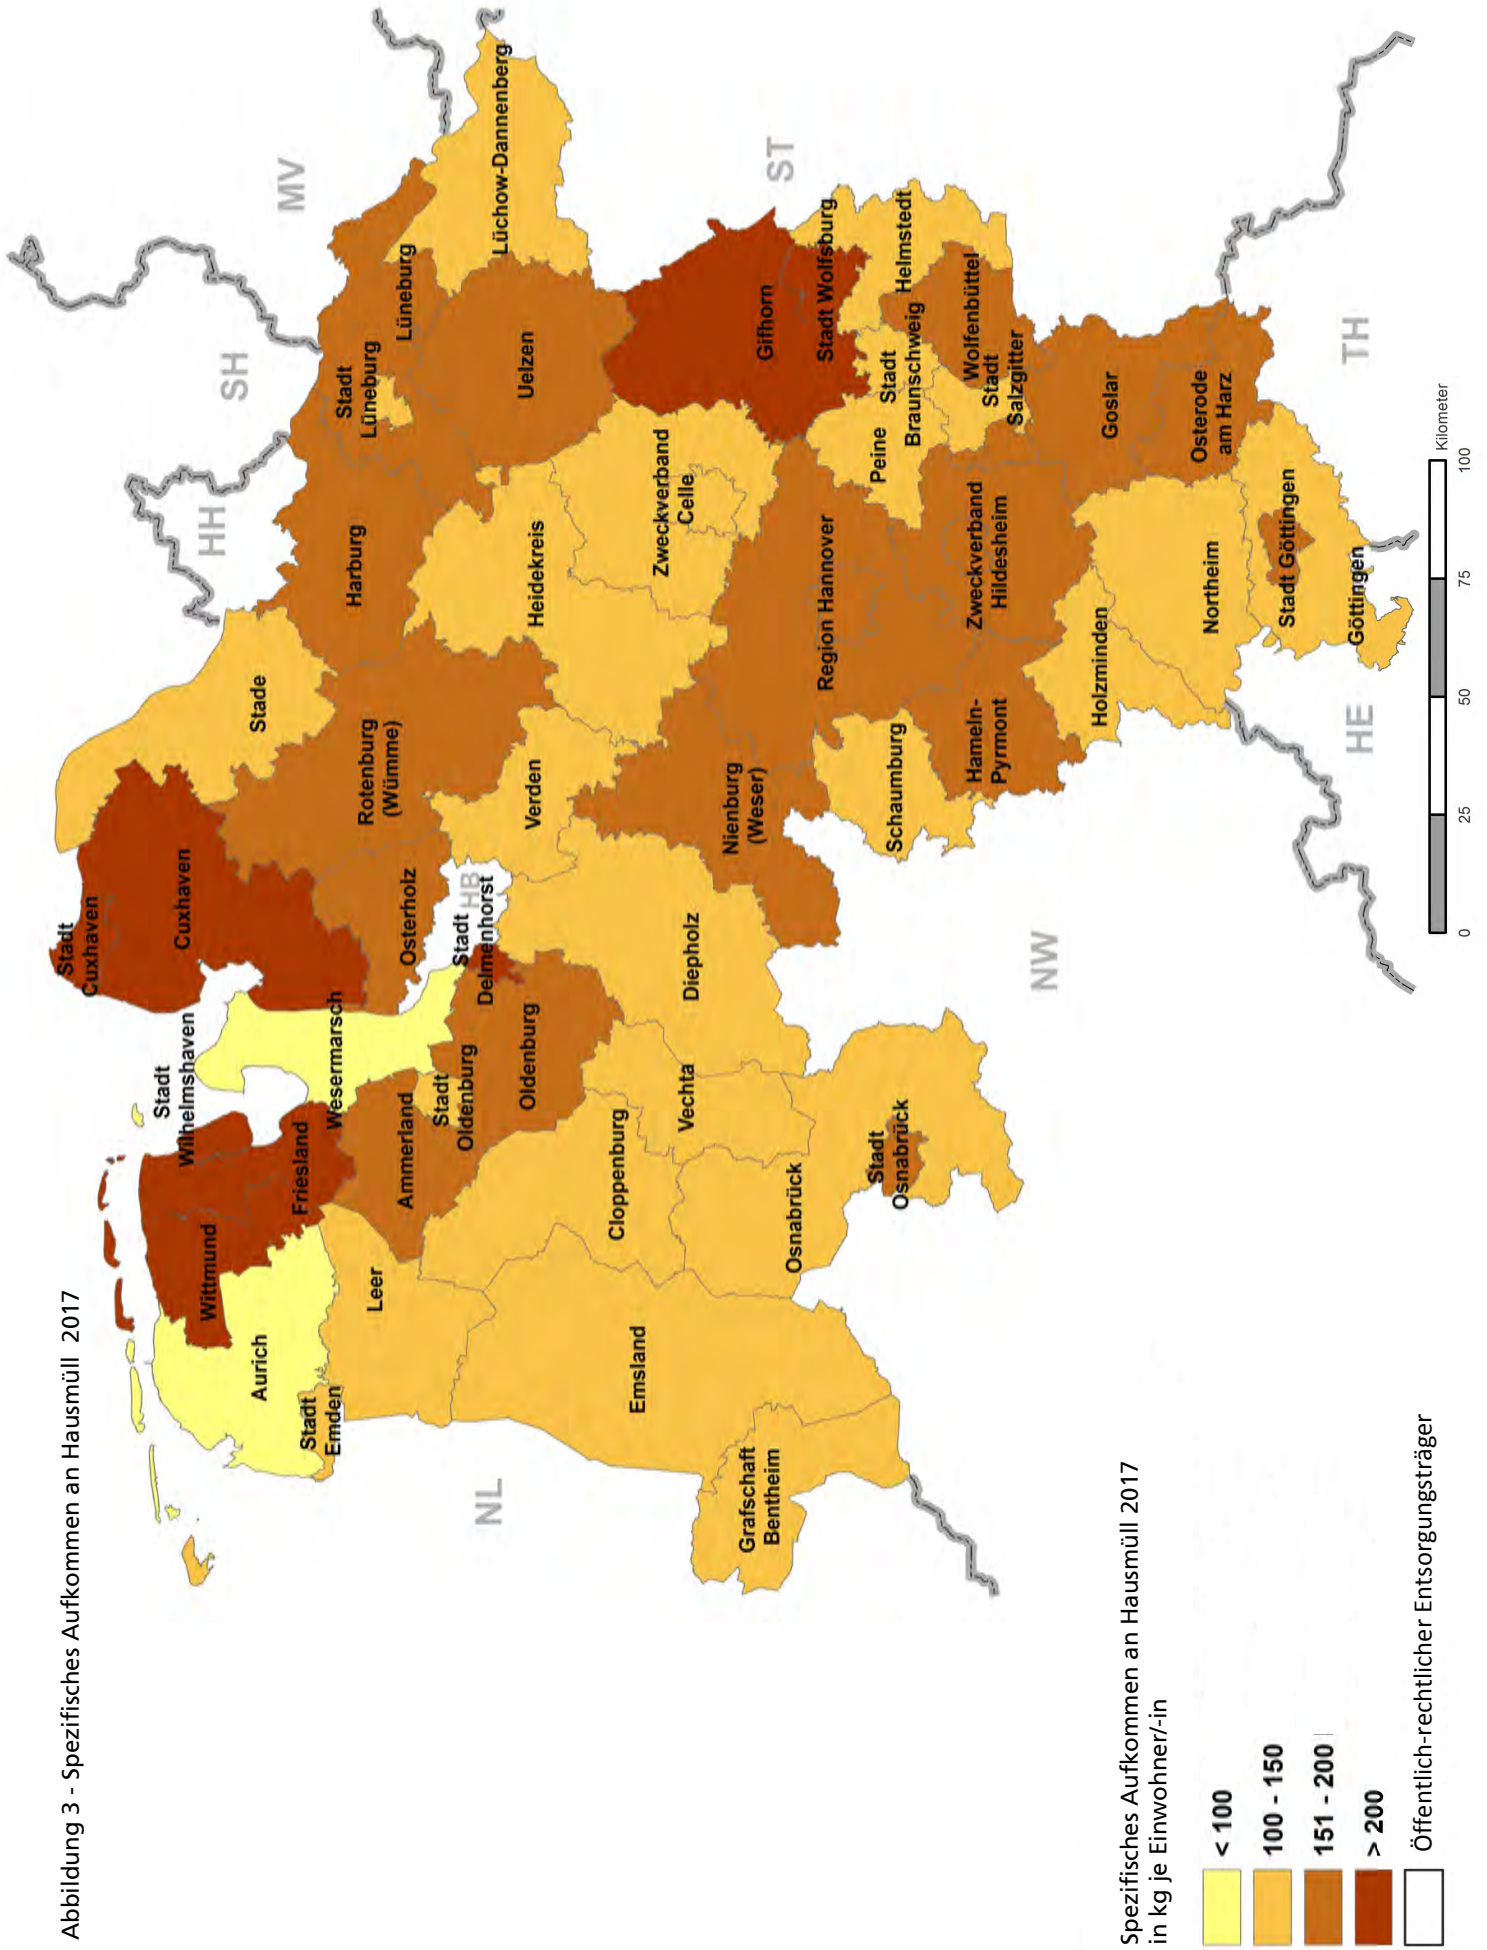 Abbildung 3 - Spezifisches Aufkommen an Hausmüll 2017
Stadt
Cuxhaven
Cuxhaven
Stade
Stadt
Wilhelmshaven
Wittmund
Friesland
Aurich
Stadt
Emden
Leer
Wesermarsch
Ammerland
Stadt
Oldenburg
Oldenburg
Stadt
Delmenhorst
HB
Osterholz
Rotenburg
(Wümme)
Harburg
HH
SH
MV
Stadt
Lüneburg
Lüneburg
Lüchow-Dannenberg
Uelzen
Heidekreis
Verden
Cloppenburg
Emsland
Vechta
Diepholz
Nienburg
(Weser)
Zweckverband
Celle
Gifhorn
ST
NL
Grafschaft
Bentheim
Osnabrück
Stadt
Osnabrück
NW
Schaumburg
Region Hannover
Peine
Stadt
Braunschweig
Stadt Wolfsburg
Helmstedt
Wolfenbüttel
Stadt
Salzgitter
Zweckverband
Hildesheim
Hameln-
Pyrmont
Holzminden
Northeim
Goslar
Osterode
am Harz
Stadt Göttingen
Göttingen
HE
TH
Spezifisches Aufkommen an Hausmüll 2017
in kg je Einwohner/-in
< 100
100 - 150
151 - 200
> 200
Öffentlich-rechtlicher Entsorgungsträger
0 25 50 75 100
Kilometer